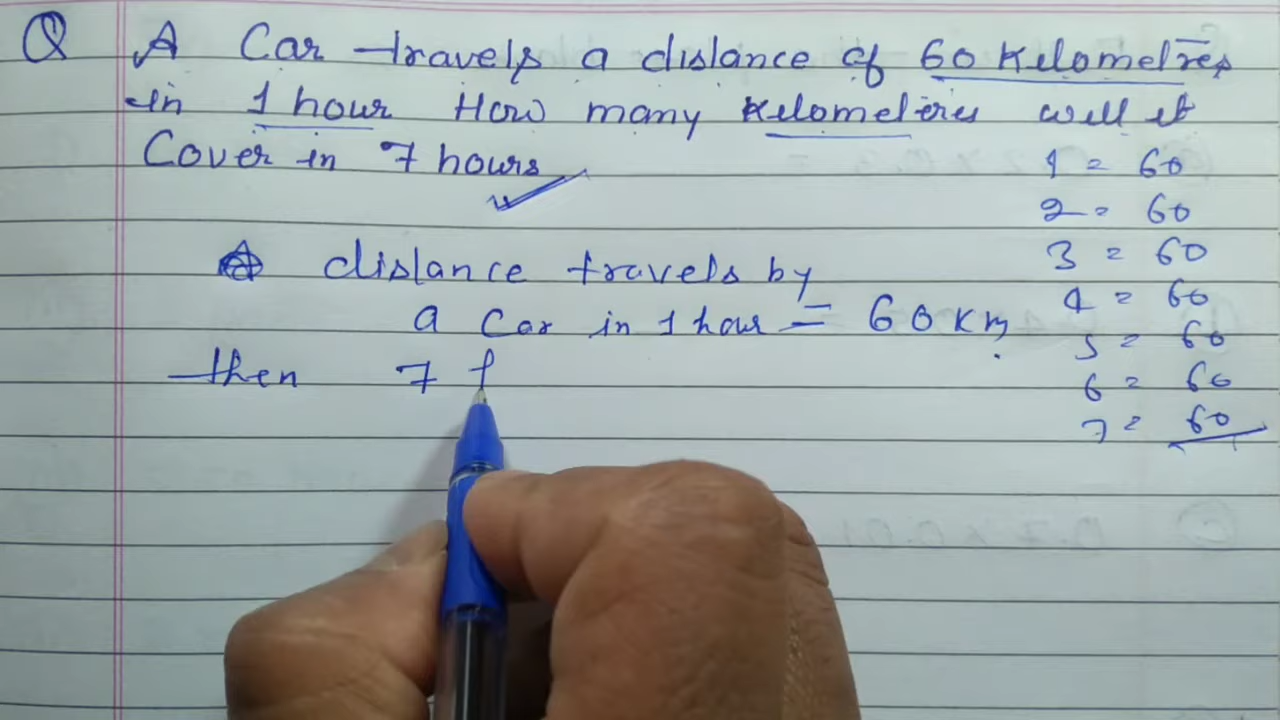 Q A Car travels a distance of 60 Kilometres
in 1 hour How many Kilometers will it
Cover in 7 hours
1 = 60
2 = 60
3 = 60
4 = 60
5 = 60
6 = 60
7 = 60
distance travels by
a Car in 1 hour = 60 Km
then 7